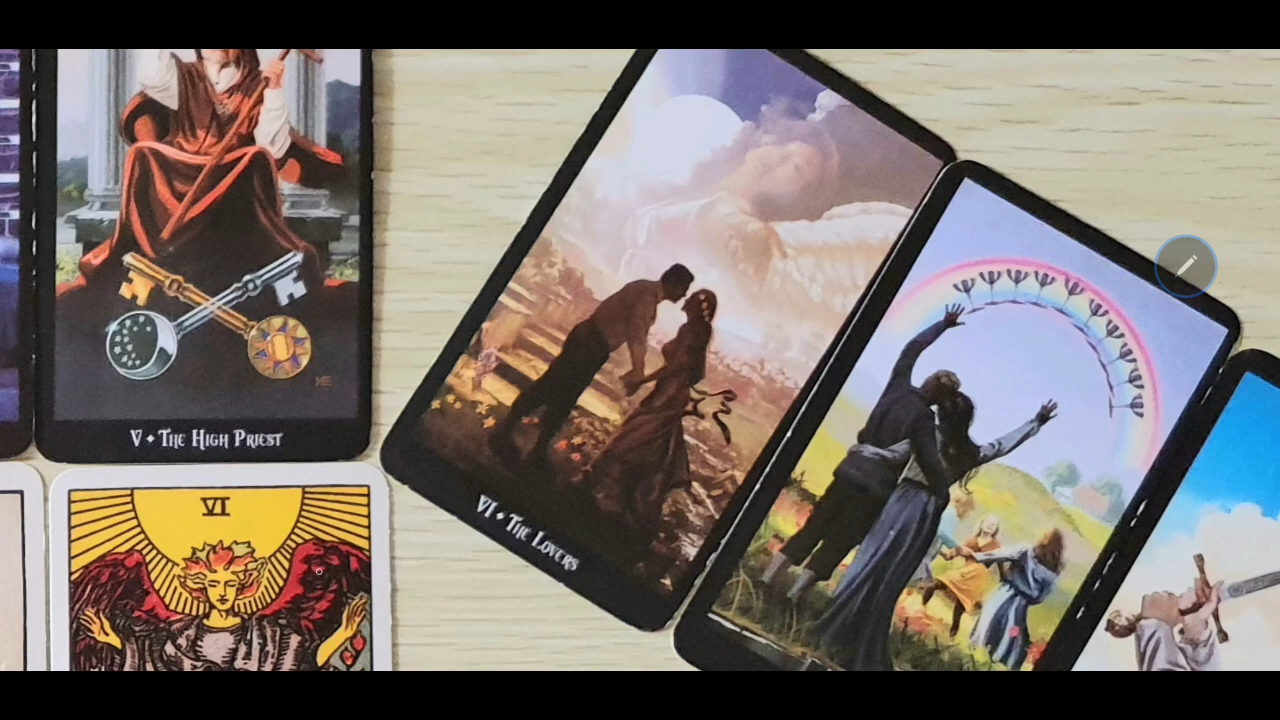 V ✦ The High Priest
VI
VI ✦ The Lovers